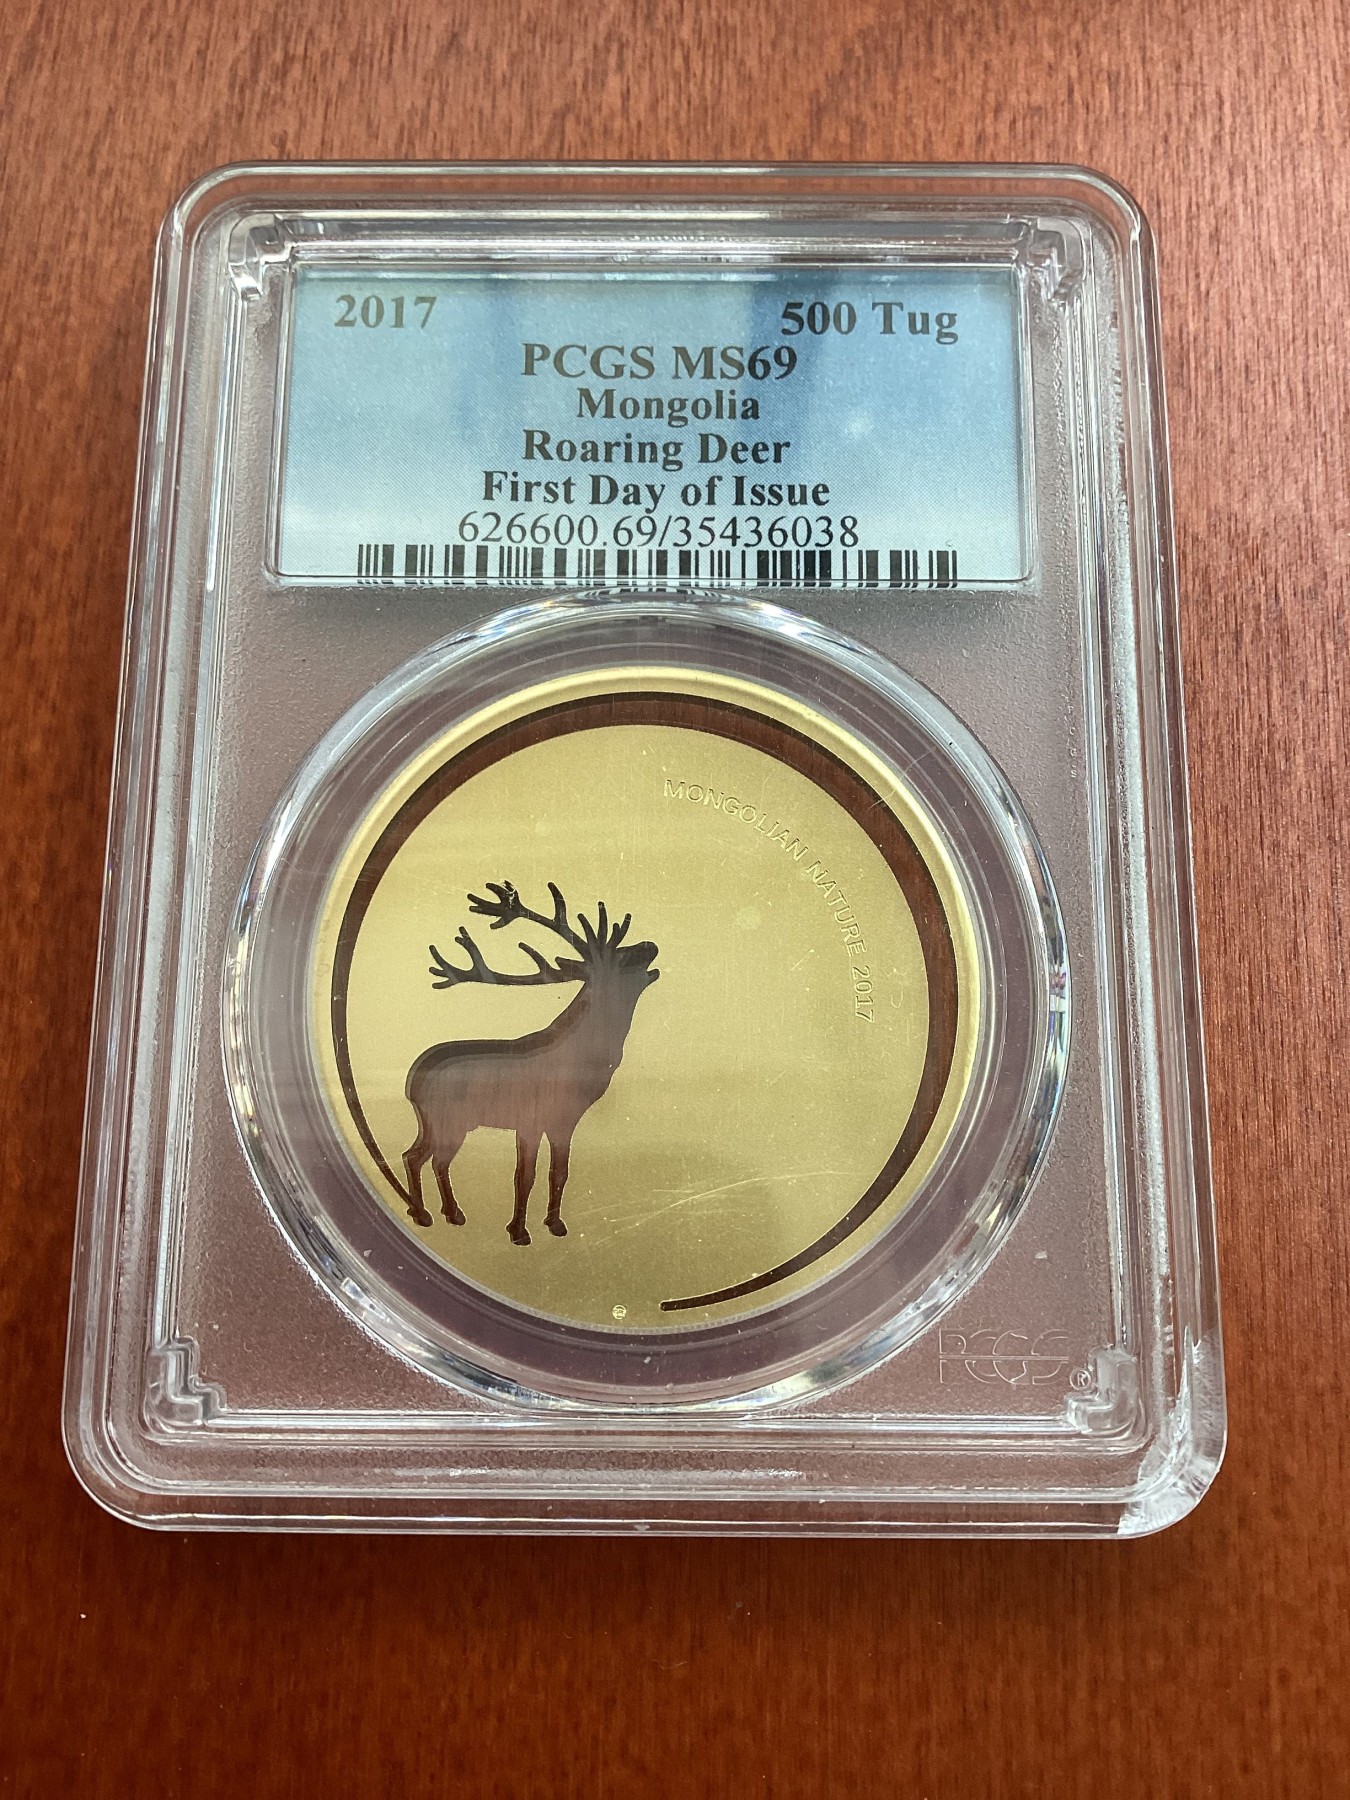 2017 500 Tug
PCGS MS69
Mongolia
Roaring Deer
First Day of Issue
626600.69/35436038
MONGOLIAN NATURE 2017
PCGS®